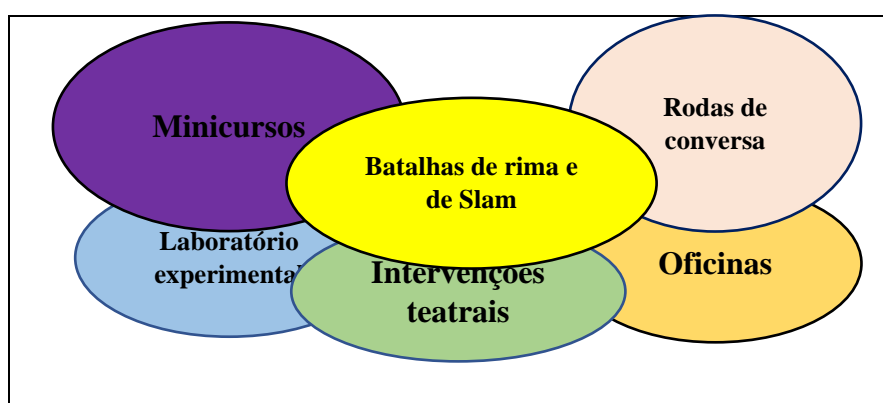 Minicursos
Batalhas de rima e
de Slam
Rodas de
conversa
Laboratório
experimental
Intervenções
teatrais
Oficinas